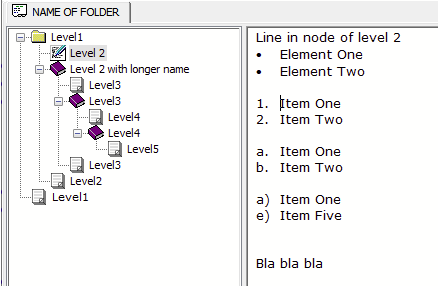 NAME OF FOLDER
Level1
Level 2
Level 2 with longer name
Level3
Level3
Level4
Level4
Level5
Level3
Level2
Level1
Line in node of level 2
• Element One
• Element Two
1. Item One
2. Item Two
a. Item One
b. Item Two
a) Item One
e) Item Five
Bla bla bla